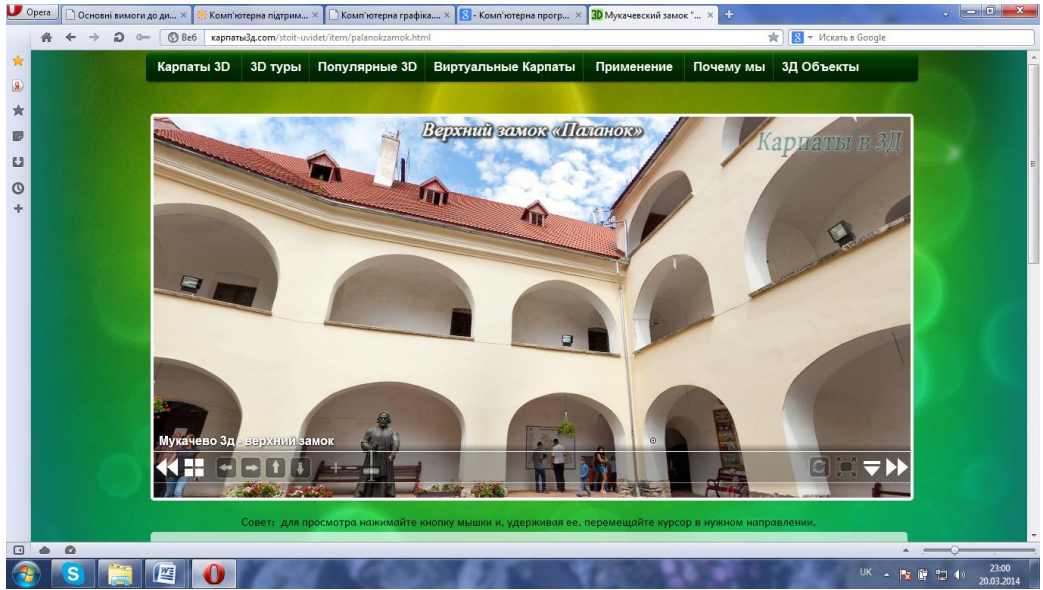 Opera
Основні вимоги до ди...
Комп'ютерна підтрим...
Комп'ютерна графіка....
- Комп'ютерна прогр...
3D Мукачевский замок "...
Веб
карпаты3д.com/stoit-uvidet/item/palanokzamok.html
Искать в Google
Карпаты 3D
3D туры
Популярные 3D
Виртуальные Карпаты
Применение
Почему мы
3Д Объекты
Верхний замок «Паланок»
Карпаты в 3Д
Мукачево 3д - верхний замок
Совет: для просмотра нажимайте кнопку мышки и, удерживая ее, перемещайте курсор в нужном направлении.
UK
23:00
20.03.2014